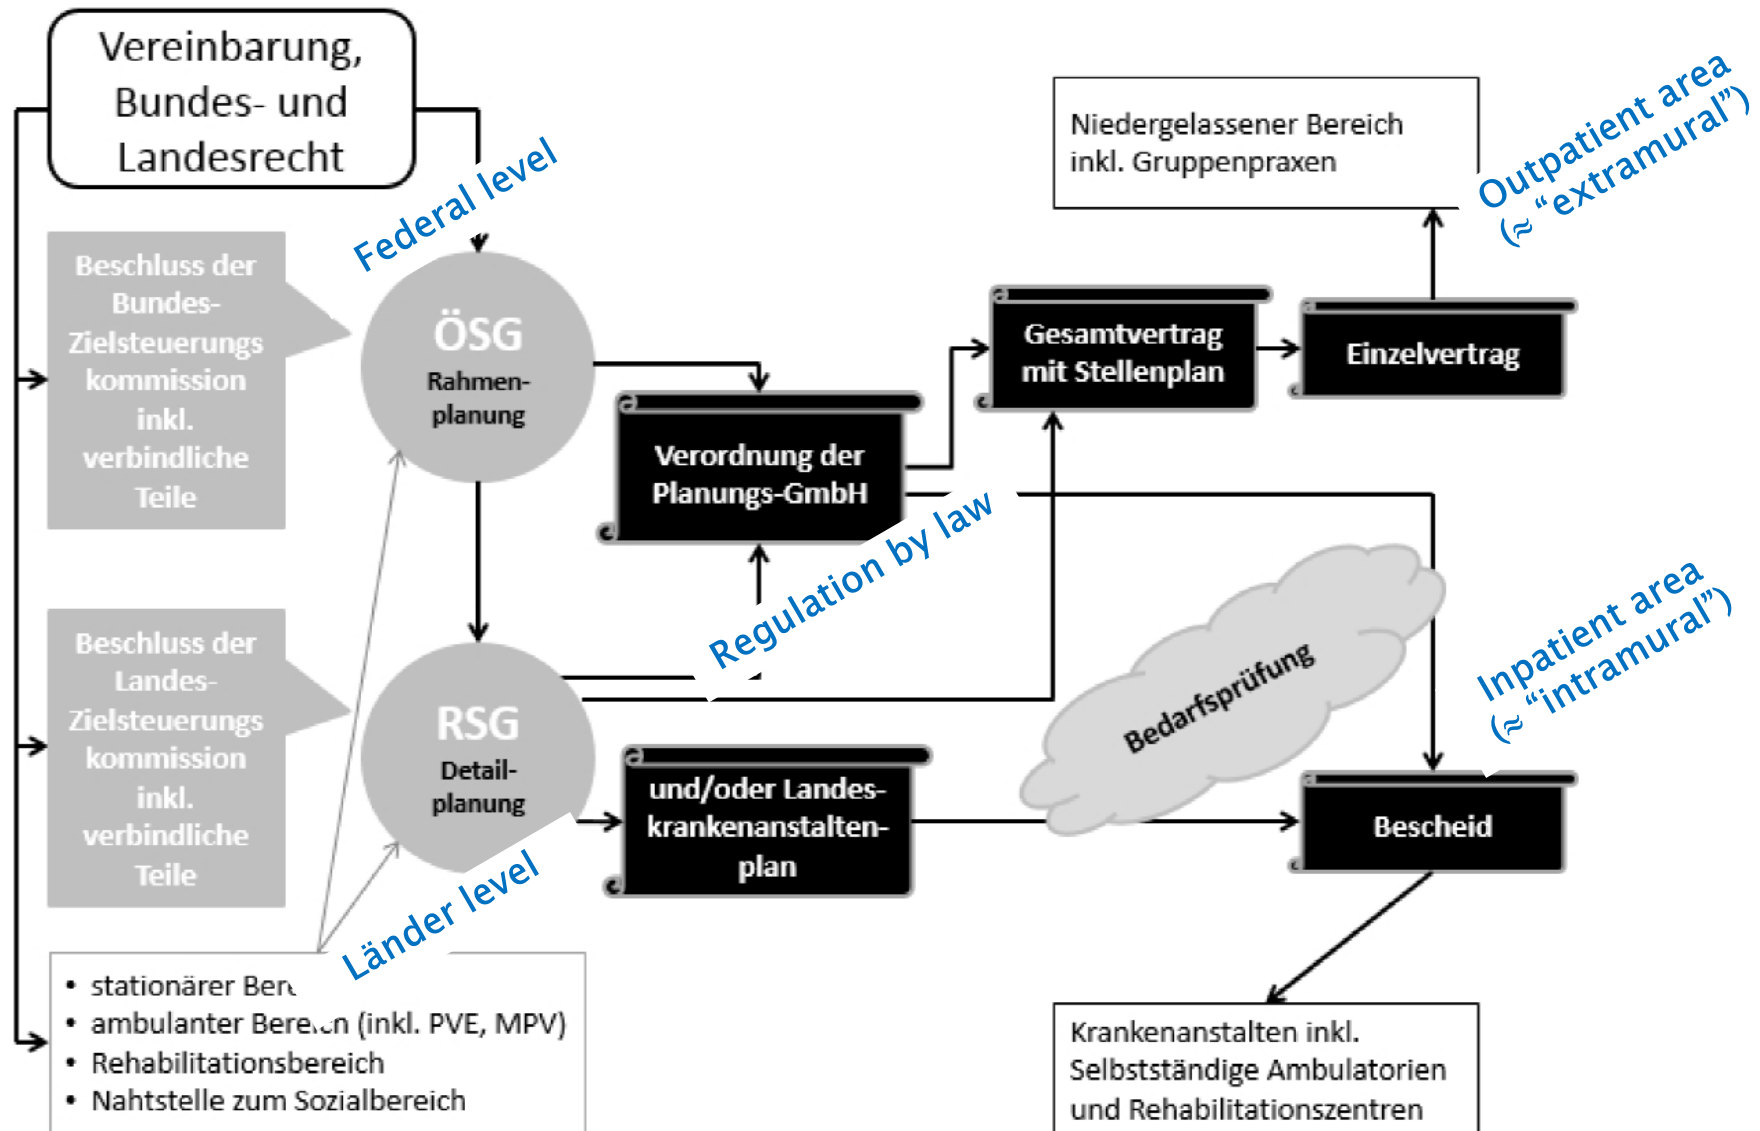 Vereinbarung,
Bundes- und
Landesrecht
Federal level
Niedergelassener Bereich
inkl. Gruppenpraxen
Outpatient area
(≈ “extramural”)
Beschluss der
Bundes-
Zielsteuerungs
kommission
inkl.
verbindliche
Teile
ÖSG
Rahmen-
planung
Verordnung der
Planungs-GmbH
Gesamtvertrag
mit Stellenplan
Einzelvertrag
Regulation by law
Beschluss der
Landes-
Zielsteuerungs
kommission
inkl.
verbindliche
Teile
RSG
Detail-
planung
Länder level
und/oder Landes-
krankenanstalten-
plan
Bedarfsprüfung
Inpatient area
(≈ “intramural”)
Bescheid
• stationärer
• ambulanter Bereich (inkl. PVE, MPV)
• Rehabilitationsbereich
• Nahtstelle zum Sozialbereich
Krankenanstalten inkl.
Selbstständige Ambulatorien
und Rehabilitationszentren